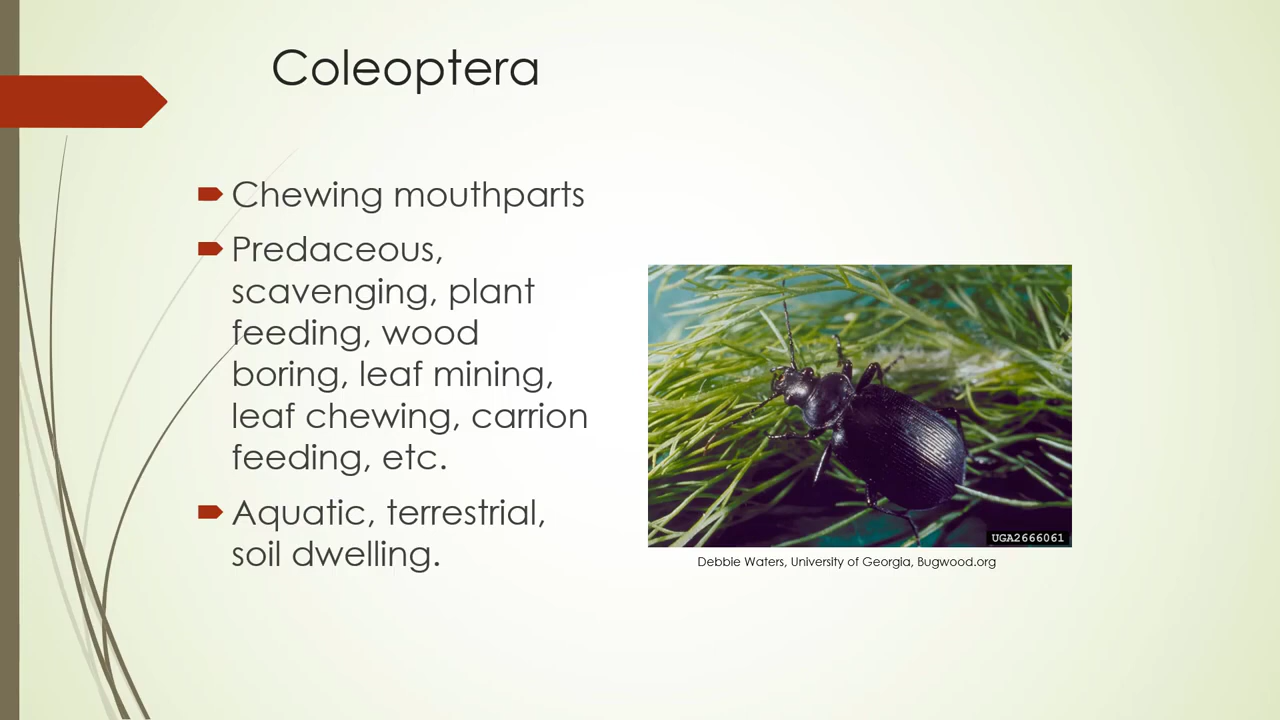 Coleoptera
Chewing mouthparts
Predaceous,
scavenging, plant
feeding, wood
boring, leaf mining,
leaf chewing, carrion
feeding, etc.
Aquatic, terrestrial,
soil dwelling.
UGA2666061
Debbie Waters, University of Georgia, Bugwood.org